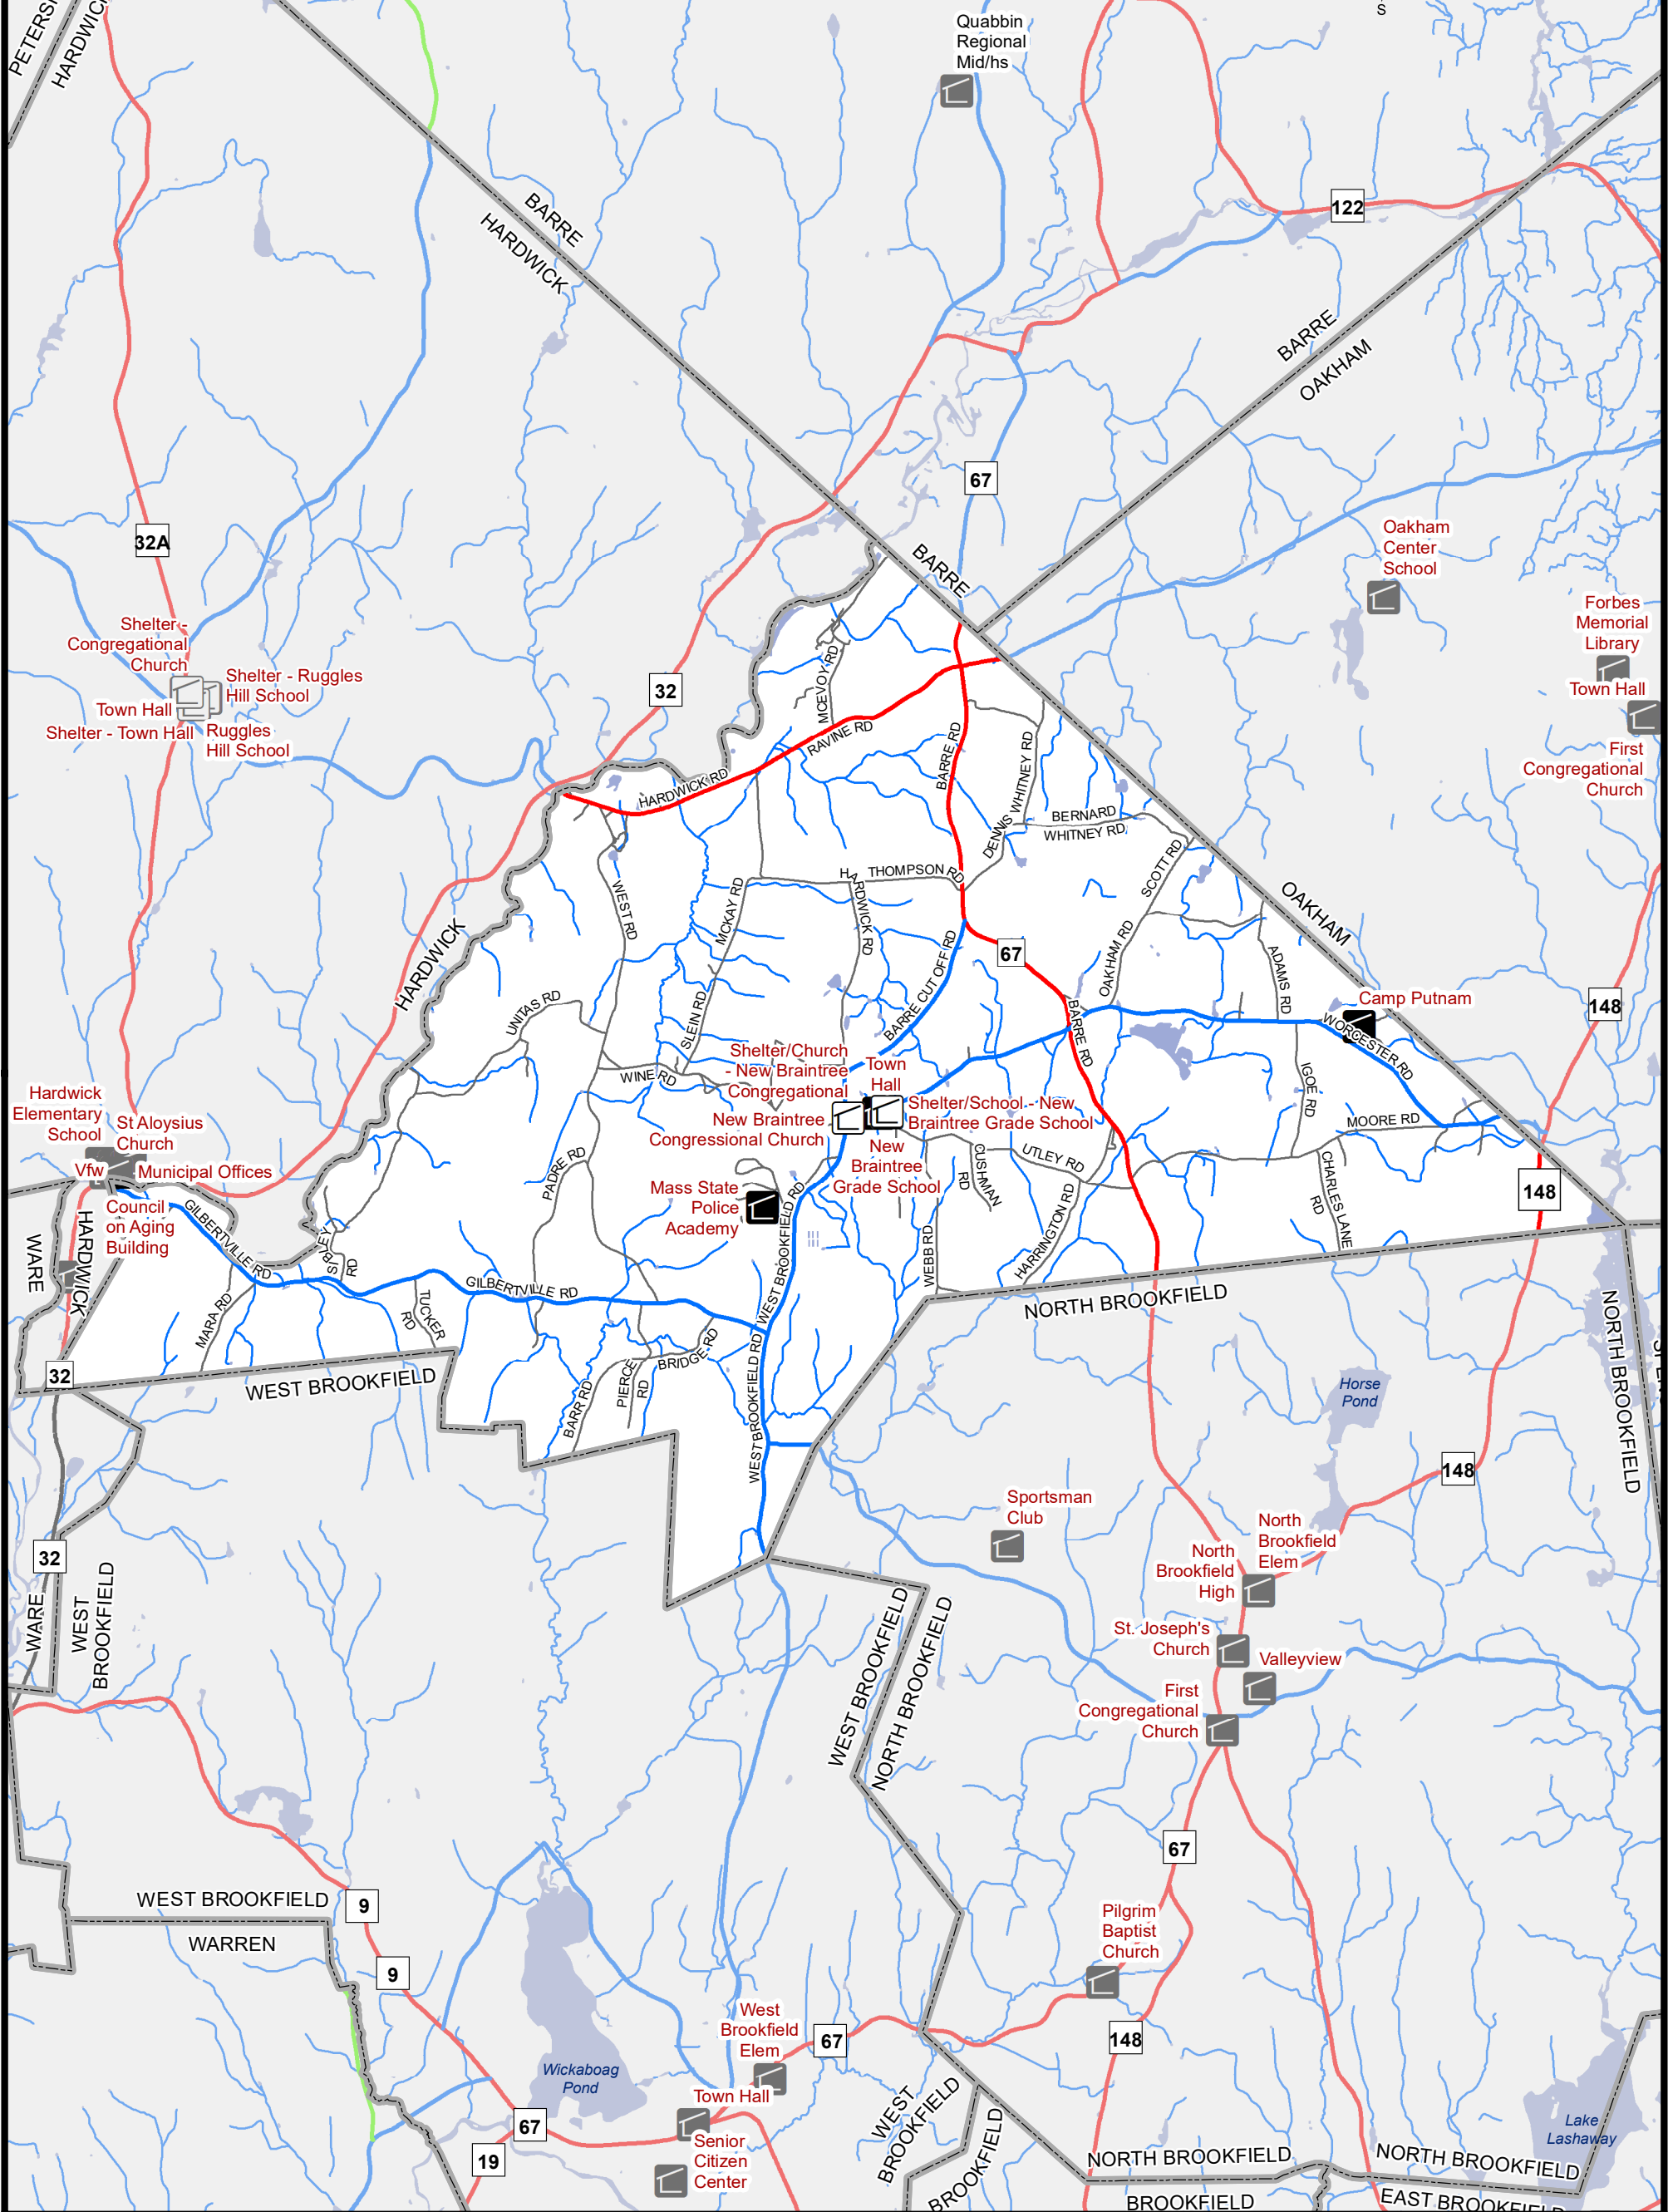 PETERSH
HARDWICK
S
Quabbin
Regional
Mid/hs
BARRE
HARDWICK
122
BARRE
OAKHAM
67
32A
BARRE
Oakham
Center
School
Forbes
Memorial
Library
Town Hall
First
Congregational
Church
Shelter -
Congregational
Church
Shelter - Ruggles
Hill School
Town Hall
Shelter - Town Hall
Ruggles
Hill School
32
MCEVOY RD
RAVINE RD
HARDWICK RD
BARRE RD
DENNIS WHITNEY RD
BERNARD
WHITNEY RD
SCOTT RD
THOMPSON RD
HARDWICK RD
WEST RD
MCKAY RD
OAKHAM
HARDWICK
67
BARRE CUT OFF RD
OAKHAM RD
ADAMS RD
UNITAS RD
SLEIN RD
BARRE RD
Camp Putnam
WORCESTER RD
148
WINE RD
Shelter/Church
- New Braintree
Congregational
Town
Hall
IGOE RD
Hardwick
Elementary
School
St Aloysius
Church
New Braintree
Congressional Church
Shelter/School - New
Braintree Grade School
MOORE RD
Vfw
Municipal Offices
New
Braintree
Grade School
CUSHMAN
RD
UTLEY RD
PADRE RD
CHARLES LANE
RD
148
Council
on Aging
Building
Mass State
Police
Academy
GILBERTVILLE RD
SIBLEY
RD
WARE
HARDWICK
WEBB RD
HARRINGTON RD
WEST BROOKFIELD RD
GILBERTVILLE RD
MARA RD
TUCKER
RD
NORTH BROOKFIELD
NORTH BROOKFIELD
32
WEST BROOKFIELD
BRIDGE RD
PIERCE
RD
BARR RD
WEST BROOKFIELD RD
Horse
Pond
148
Sportsman
Club
North
Brookfield
Elem
North
Brookfield
High
32
WARE
WEST
BROOKFIELD
WEST BROOKFIELD
NORTH BROOKFIELD
St. Joseph's
Church
Valleyview
First
Congregational
Church
67
WEST BROOKFIELD
WARREN
9
9
Pilgrim
Baptist
Church
148
West
Brookfield
Elem
67
Wickaboag
Pond
Town Hall
67
19
Senior
Citizen
Center
WEST
BROOKFIELD
BROOKFIELD
NORTH BROOKFIELD
BROOKFIELD
NORTH BROOKFIELD
EAST BROOKFIELD
Lake
Lashaway